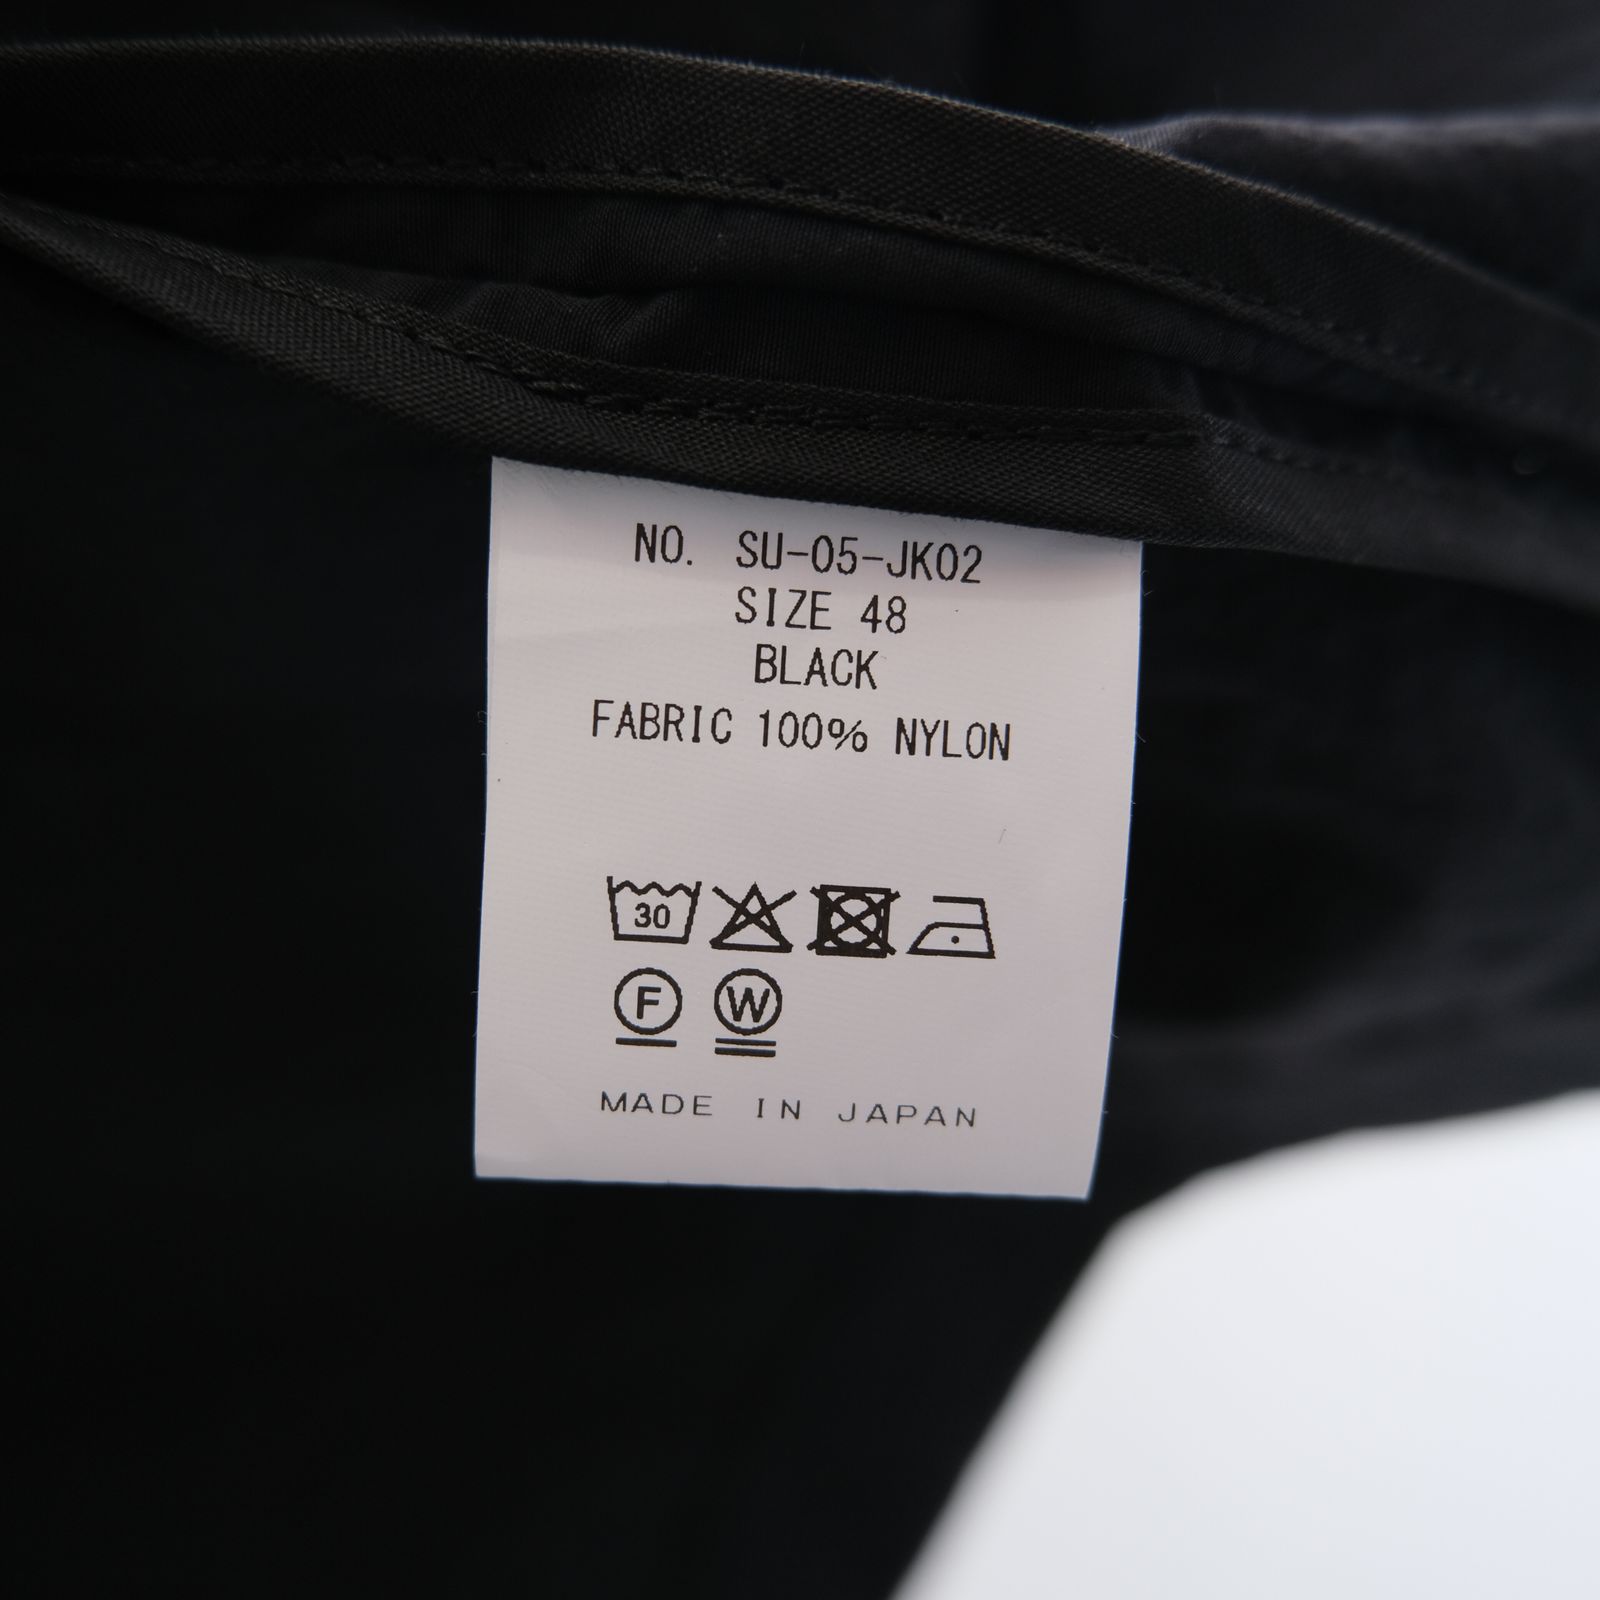 NO. SU-05-JK02
SIZE 48
BLACK
FABRIC 100% NYLON
30
F W
MADE IN JAPAN